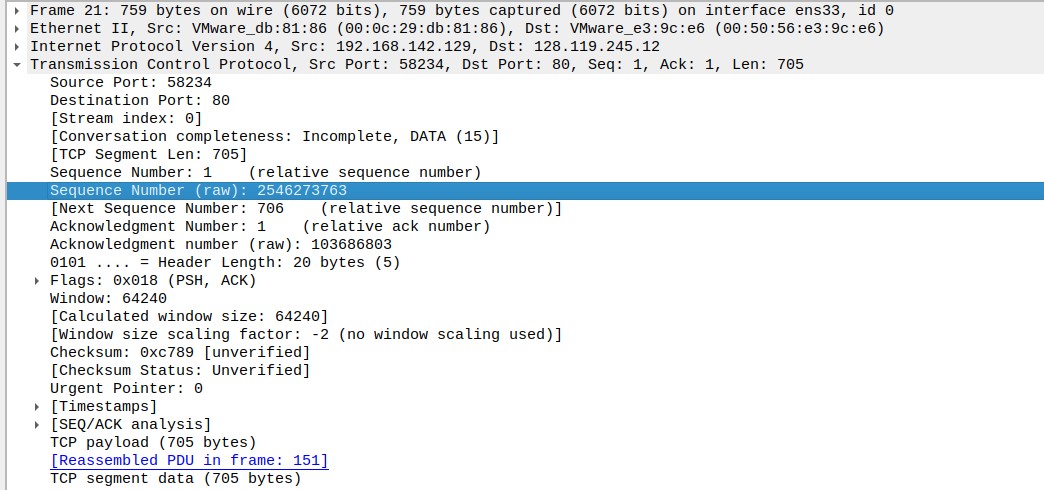 Frame 21: 759 bytes on wire (6072 bits), 759 bytes captured (6072 bits) on interface ens33, id 0
Ethernet II, Src: VMware_db:81:86 (00:0c:29:db:81:86), Dst: VMware_e3:9c:e6 (00:50:56:e3:9c:e6)
Internet Protocol Version 4, Src: 192.168.142.129, Dst: 128.119.245.12
Transmission Control Protocol, Src Port: 58234, Dst Port: 80, Seq: 1, Ack: 1, Len: 705
Source Port: 58234
Destination Port: 80
[Stream index: 0]
[Conversation completeness: Incomplete, DATA (15)]
[TCP Segment Len: 705]
Sequence Number: 1    (relative sequence number)
Sequence Number (raw): 2546273763
[Next Sequence Number: 706    (relative sequence number)]
Acknowledgment Number: 1    (relative ack number)
Acknowledgment number (raw): 103686803
0101 .... = Header Length: 20 bytes (5)
Flags: 0x018 (PSH, ACK)
Window: 64240
[Calculated window size: 64240]
[Window size scaling factor: -2 (no window scaling used)]
Checksum: 0xc789 [unverified]
[Checksum Status: Unverified]
Urgent Pointer: 0
[Timestamps]
[SEQ/ACK analysis]
TCP payload (705 bytes)
[Reassembled PDU in frame: 151]
TCP segment data (705 bytes)